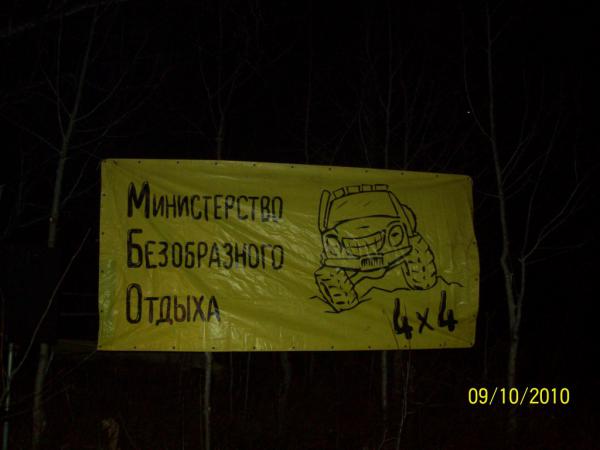 Министерство
Безобразного
Отдыха
4x4
09/10/2010